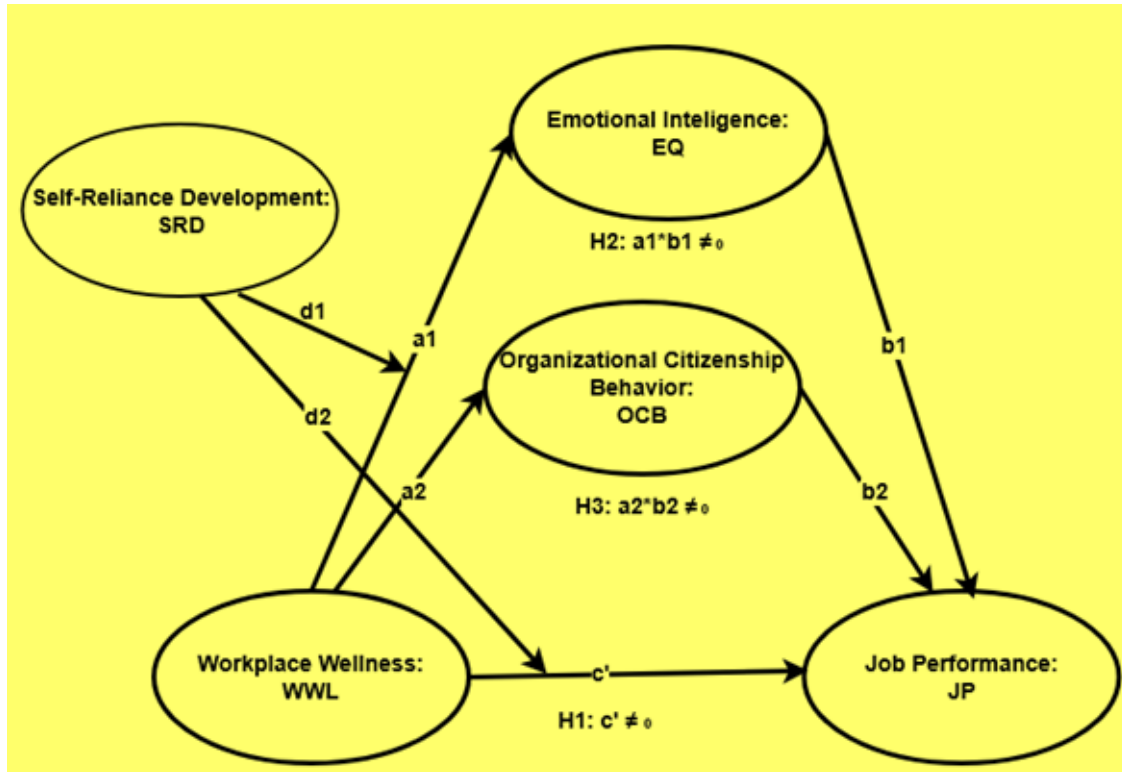 Emotional Inteligence:
EQ
Self-Reliance Development:
SRD
H2: a1*b1 ≠ 0
d1
a1
b1
Organizational Citizenship
Behavior:
OCB
d2
a2
b2
H3: a2*b2 ≠ 0
Workplace Wellness:
WWL
c'
Job Performance:
JP
H1: c' ≠ 0